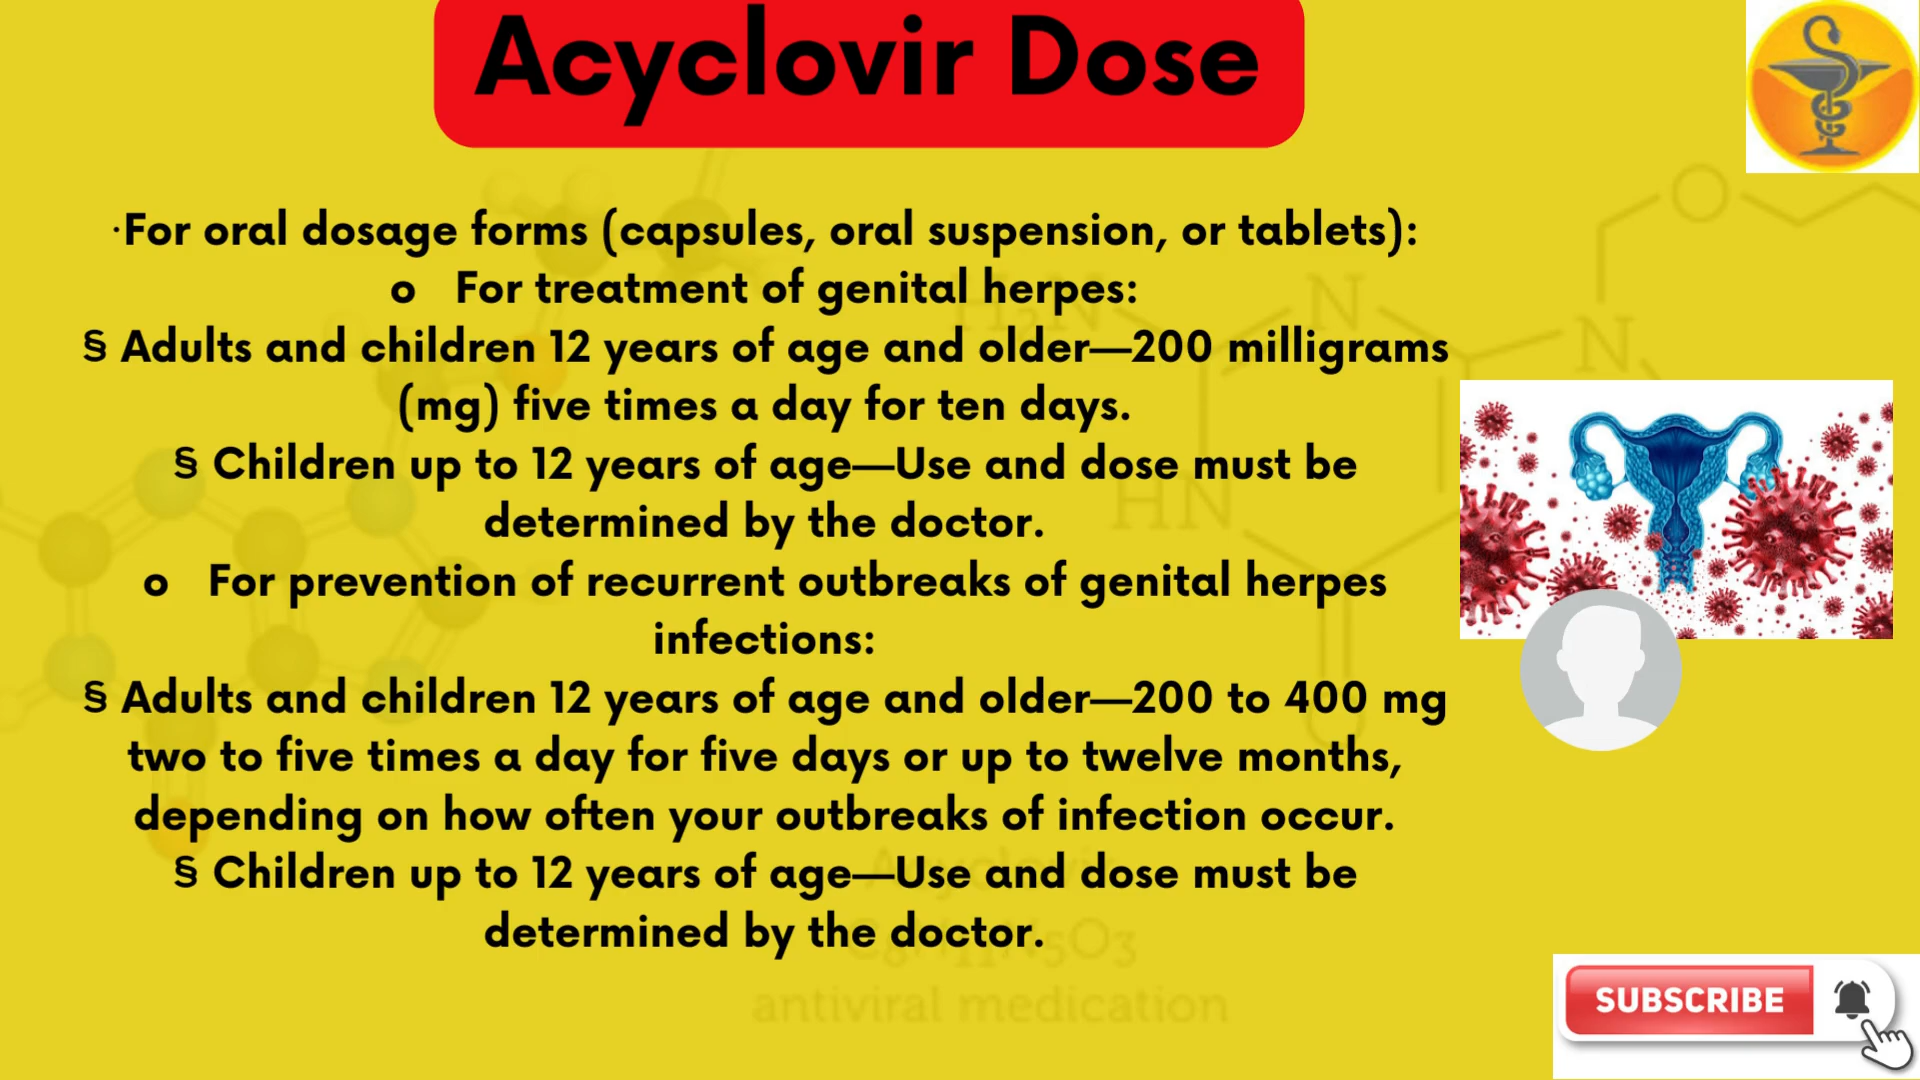 Acyclovir Dose
·For oral dosage forms (capsules, oral suspension, or tablets):
o For treatment of genital herpes:
§ Adults and children 12 years of age and older—200 milligrams
(mg) five times a day for ten days.
§ Children up to 12 years of age—Use and dose must be
determined by the doctor.
o For prevention of recurrent outbreaks of genital herpes
infections:
§ Adults and children 12 years of age and older—200 to 400 mg
two to five times a day for five days or up to twelve months,
depending on how often your outbreaks of infection occur.
§ Children up to 12 years of age—Use and dose must be
determined by the doctor.
H₂N
N
O
N
HN
Acyclovir
C₈H₁₁N₅O₃
antiviral medication
SUBSCRIBE